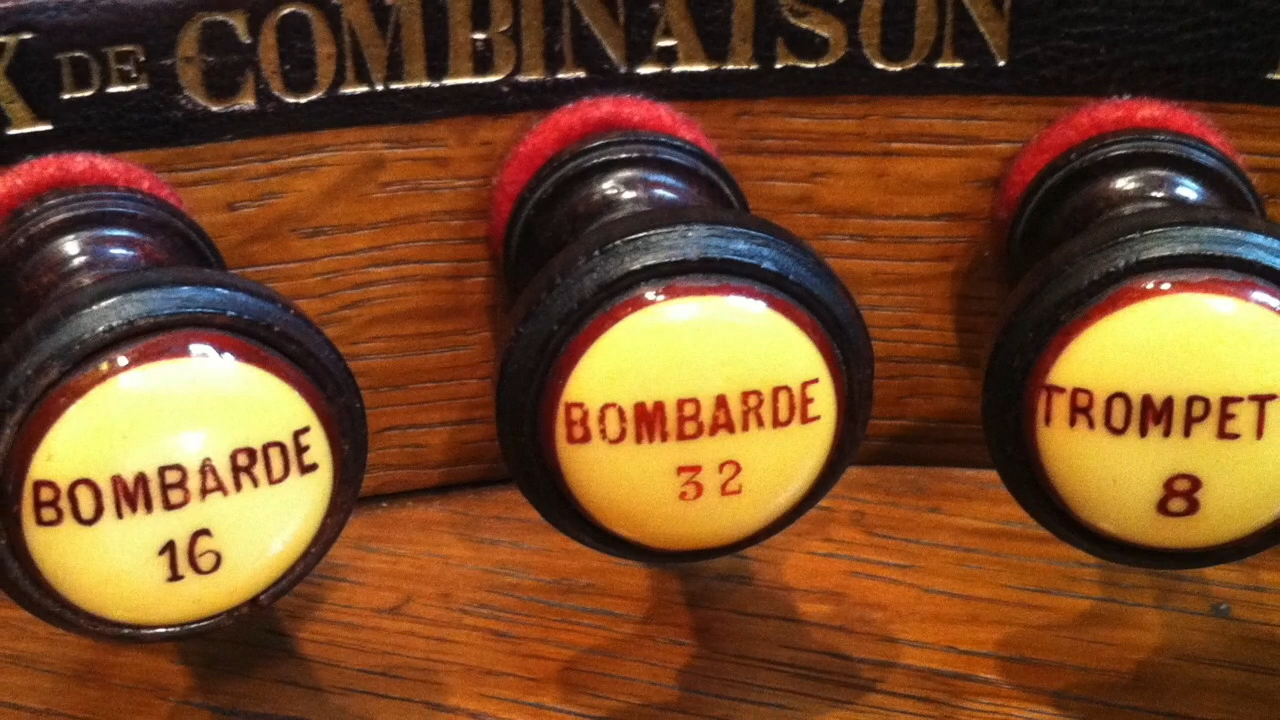 DE COMBINAISON
BOMBARDE
16
BOMBARDE
32
TROMPET
8